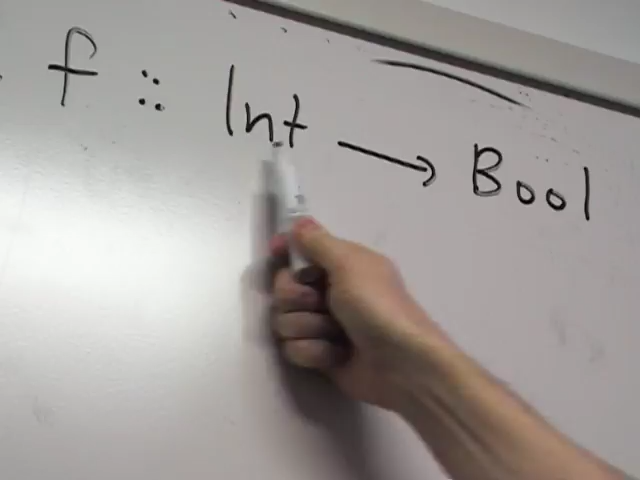 f :: Int → Bool